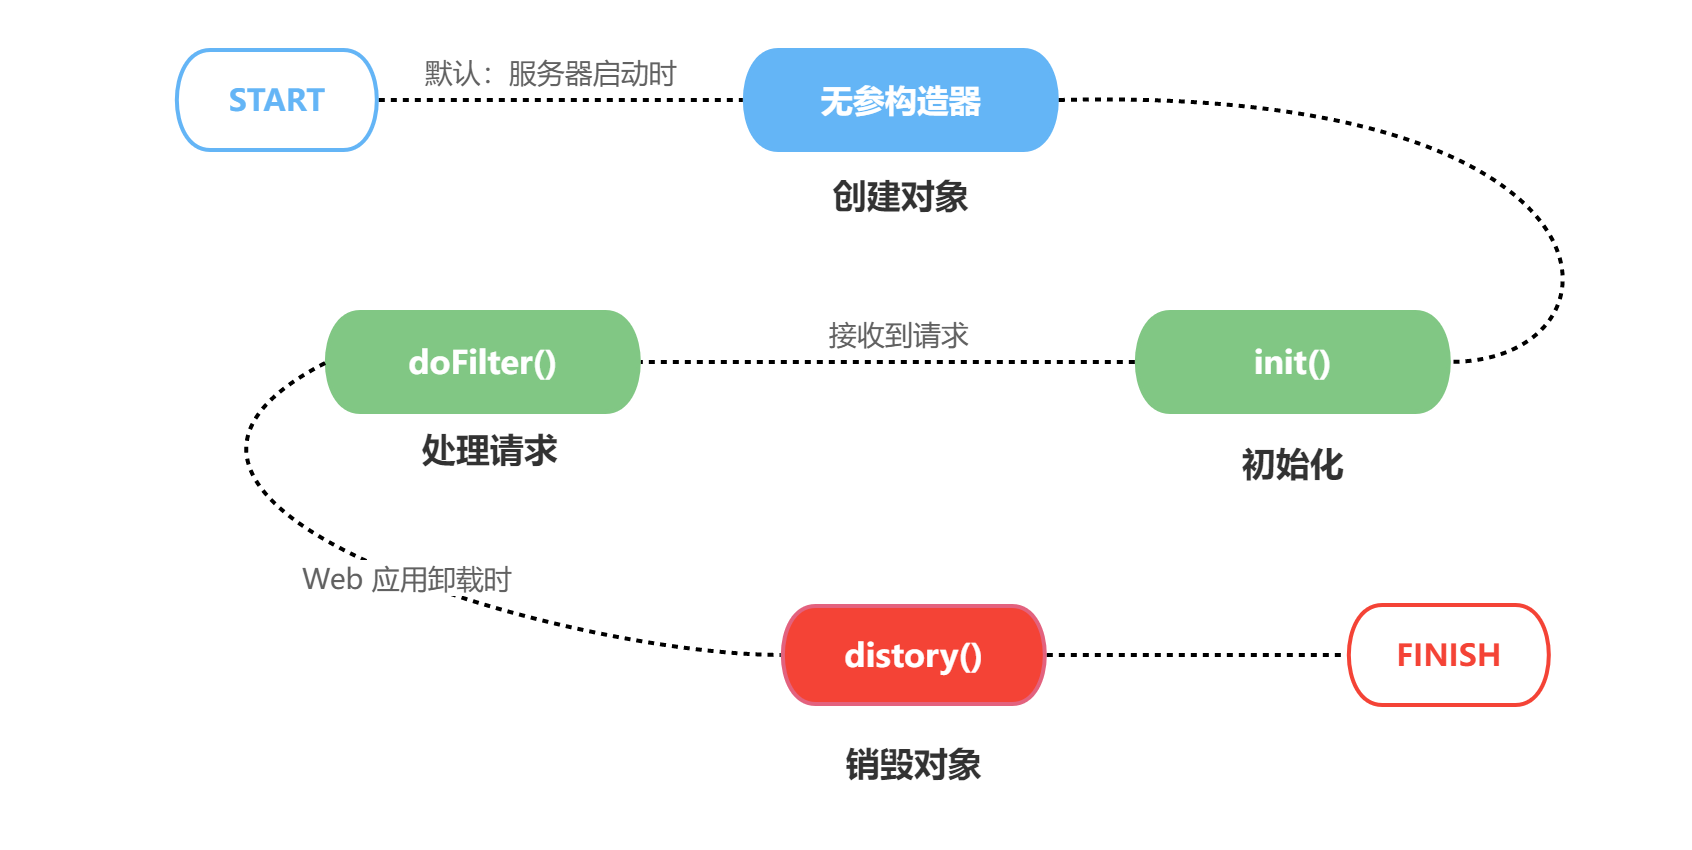 START
默认：服务器启动时
无参构造器
创建对象
doFilter()
接收到请求
init()
处理请求
初始化
Web 应用卸载时
distory()
FINISH
销毁对象